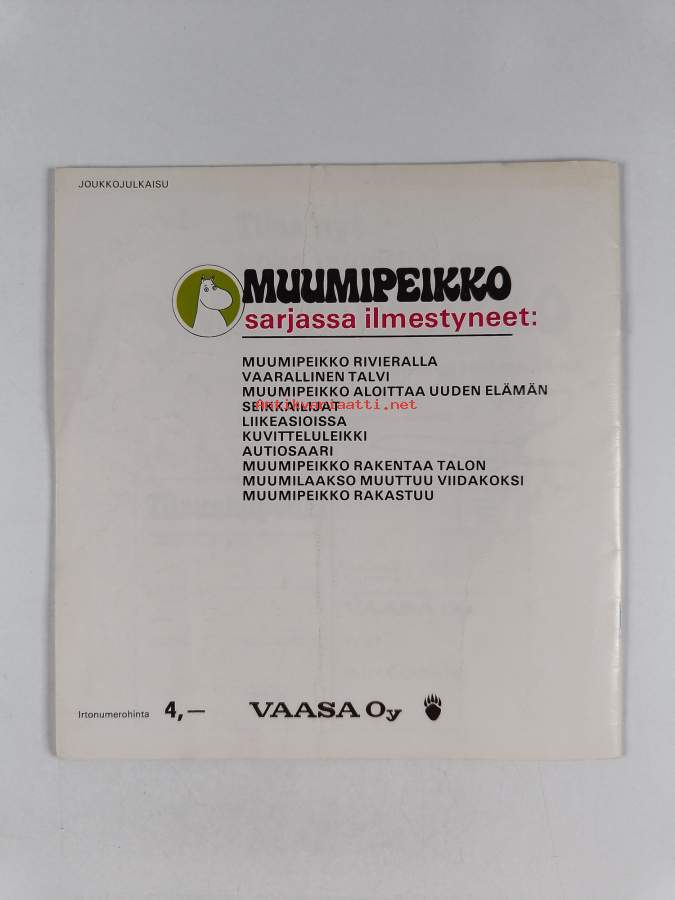 JOUKKOJULKAISU
MUUMIPEIKKO
sarjassa ilmestyneet:
MUUMIPEIKKO RIVIERALLA
VAARALLINEN TALVI
MUUMIPEIKKO ALOITTAA UUDEN ELÄMÄN
SEIKKAILIJAT
Antikvariaatti.net
LIIKEASIOISSA
KUVITTELULEIKKI
AUTIOSAARI
MUUMIPEIKKO RAKENTAA TALON
MUUMILAAKSO MUUTTUU VIIDAKOKSI
MUUMIPEIKKO RAKASTUU
Irtonumerohinta 4,— VAASA Oy